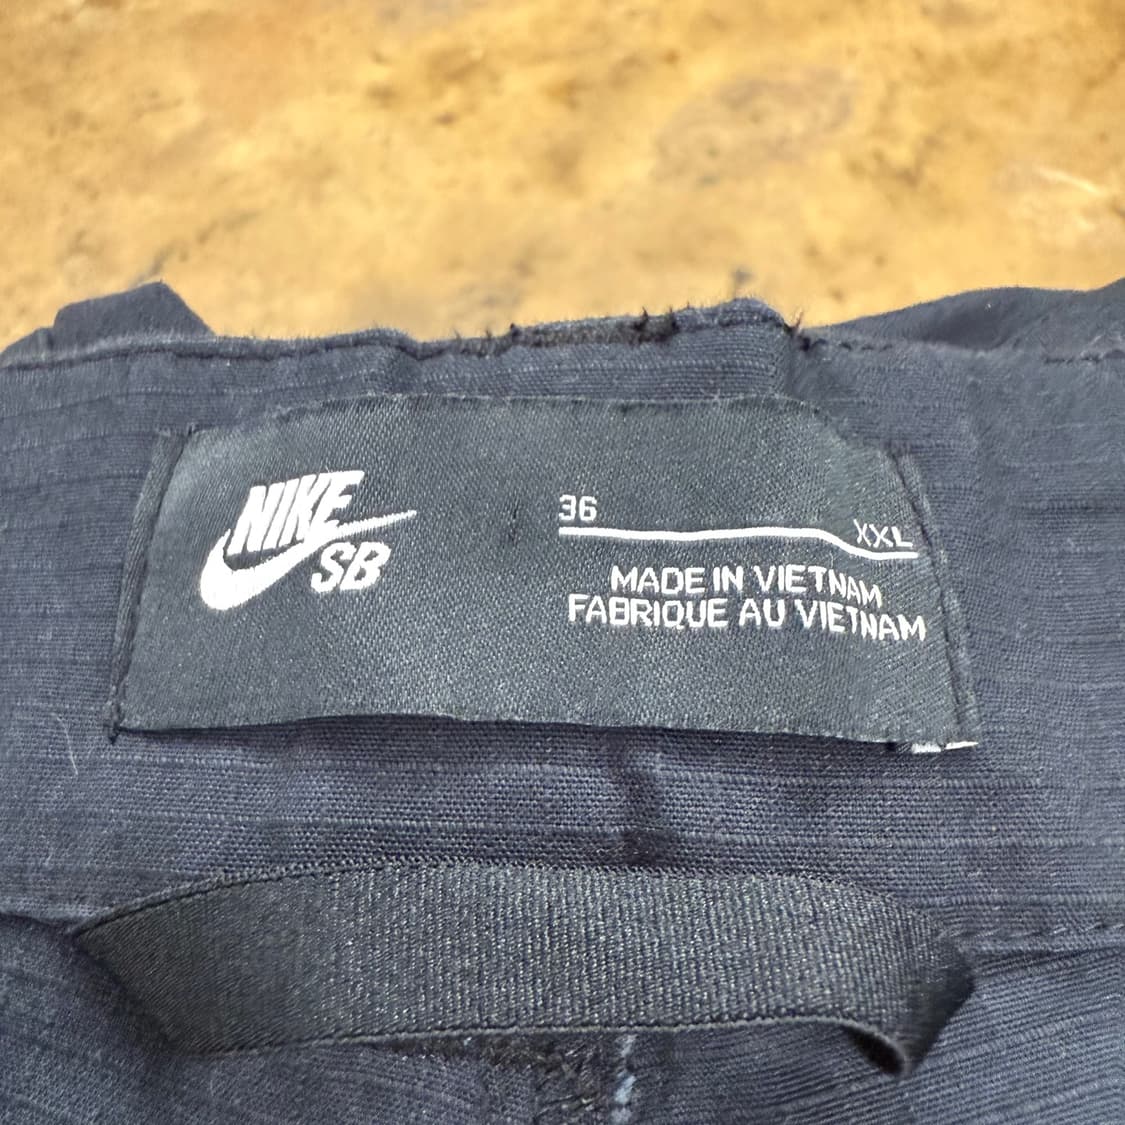 NIKE
SB
36
XXL
MADE IN VIETNAM
FABRIQUE AU VIETNAM